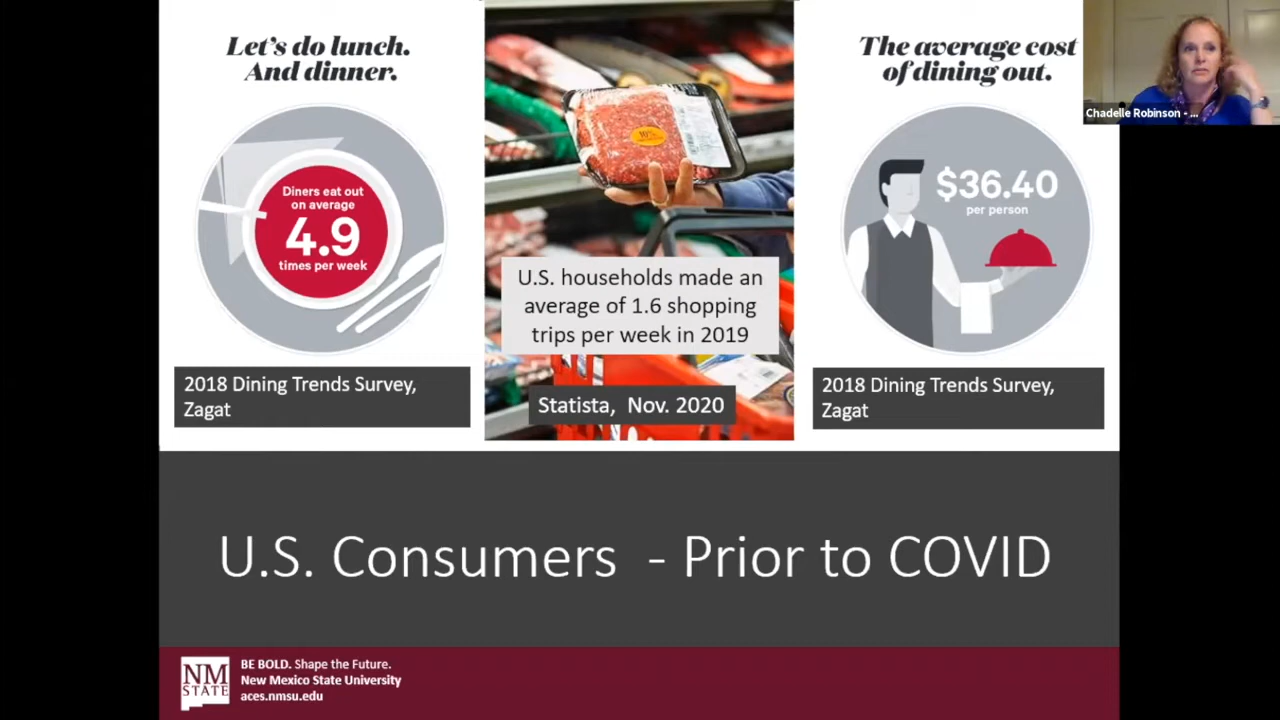 Let's do lunch.
And dinner.
Diners eat out
on average
4.9
times per week
2018 Dining Trends Survey,
Zagat
U.S. households made an
average of 1.6 shopping
trips per week in 2019
Statista, Nov. 2020
The average cost
of dining out.
$36.40
per person
2018 Dining Trends Survey,
Zagat
Chadelle Robinson - ...
U.S. Consumers - Prior to COVID
NM
STATE
BE BOLD. Shape the Future.
New Mexico State University
aces.nmsu.edu